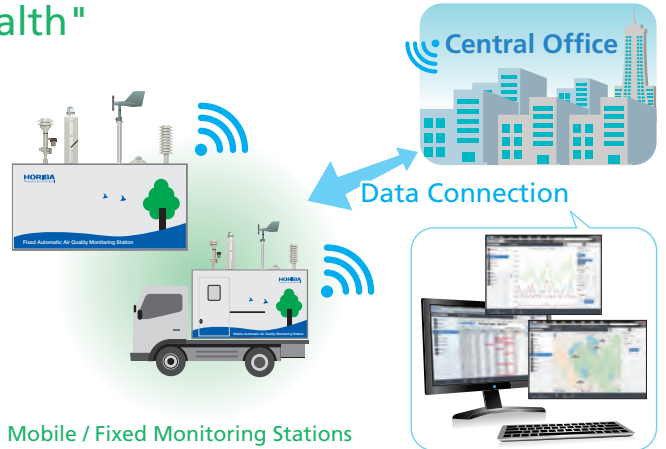 alth"
Central Office
HORIBA
Data Connection
Fixed Automatic Air Quality Monitoring Station
HORIBA
Mobile Automatic Air Quality Monitoring Station
Mobile / Fixed Monitoring Stations